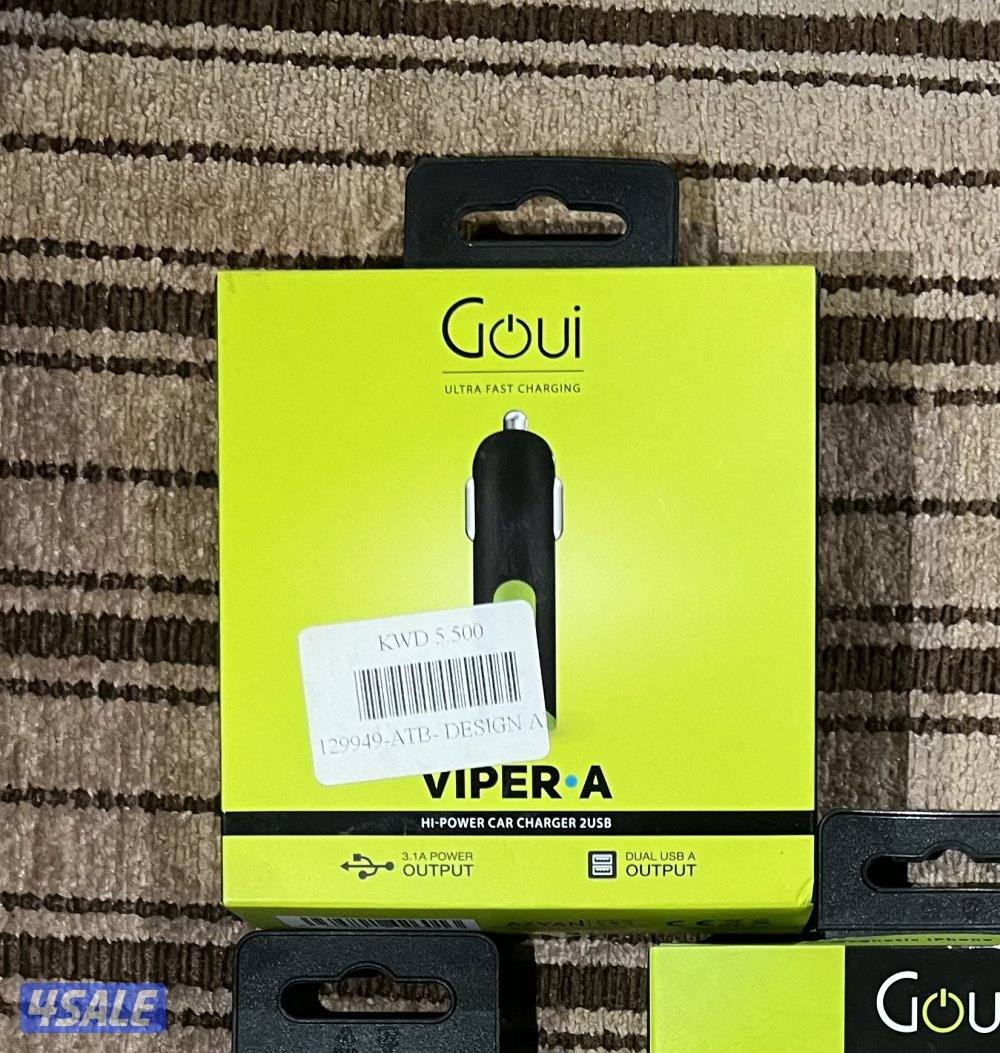 Goui
ULTRA FAST CHARGING
KWD 5.500
129949-ATB- DESIGN A
VIPER•A
HI-POWER CAR CHARGER 2USB
3.1A POWER
OUTPUT
DUAL USB A
OUTPUT
4SALE
Goui